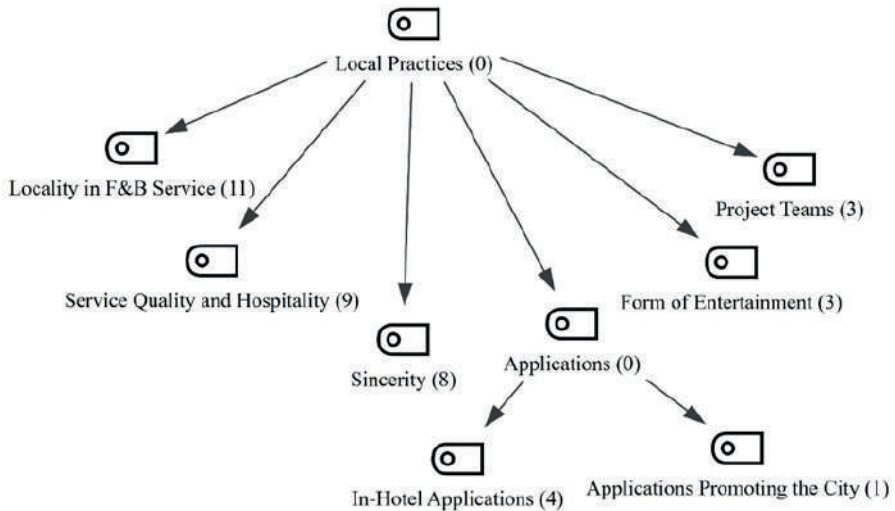 Local Practices (0)
Locality in F&B Service (11)
Project Teams (3)
Service Quality and Hospitality (9)
Form of Entertainment (3)
Sincerity (8)
Applications (0)
In-Hotel Applications (4)
Applications Promoting the City (1)